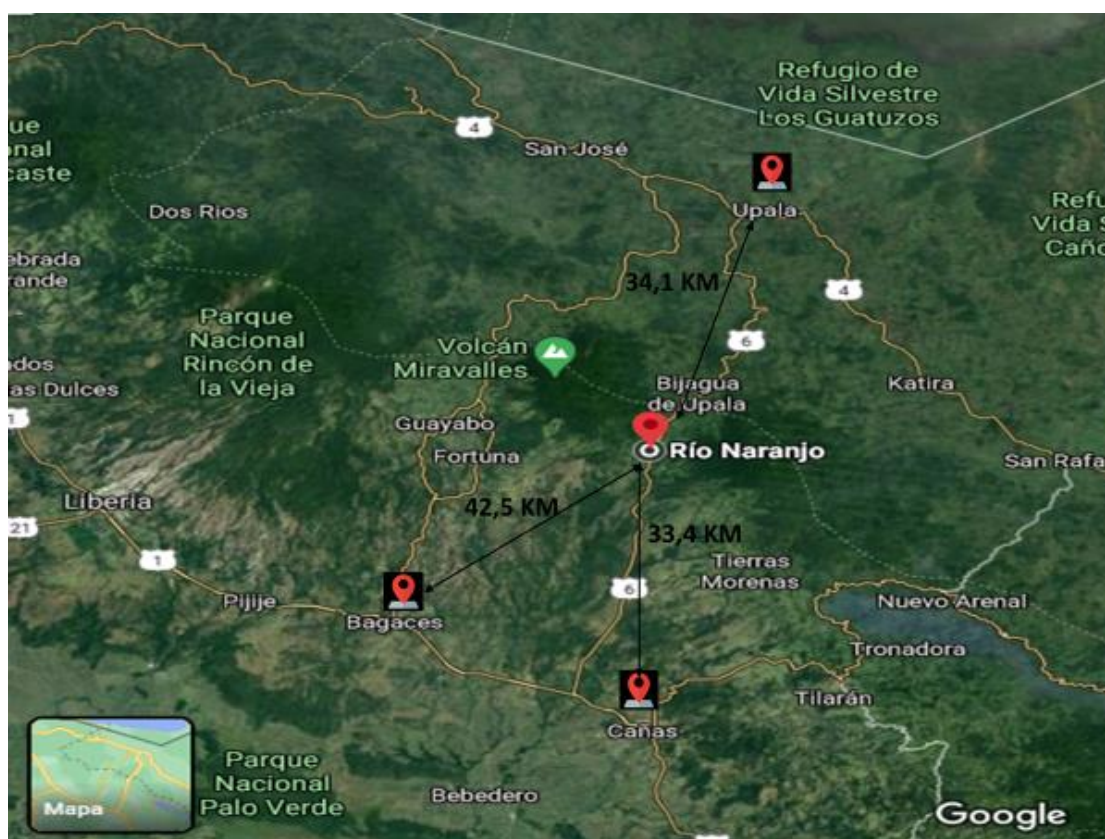 Refugio de
Vida Silvestre
Los Guatuzos
4
San José
ue
onal
caste
Upala
Dos Rios
Refu
Vida S
Caño
ebrada
rande
34,1 KM
4
Parque
Nacional
Rincón de
la Vieja
6
Volcán
Miravalles
ados
as Dulces
Bijagua
de Upala
Katira
1
Guayabo
Río Naranjo
Fortuna
San Rafa
Liberia
42,5 KM
21
33,4 KM
1
Tierras
Morenas
6
Pijije
Nuevo Arenal
Bagaces
Tronadora
Tilarán
Cañas
Parque
Nacional
Palo Verde
Bebedero
Mapa
Google